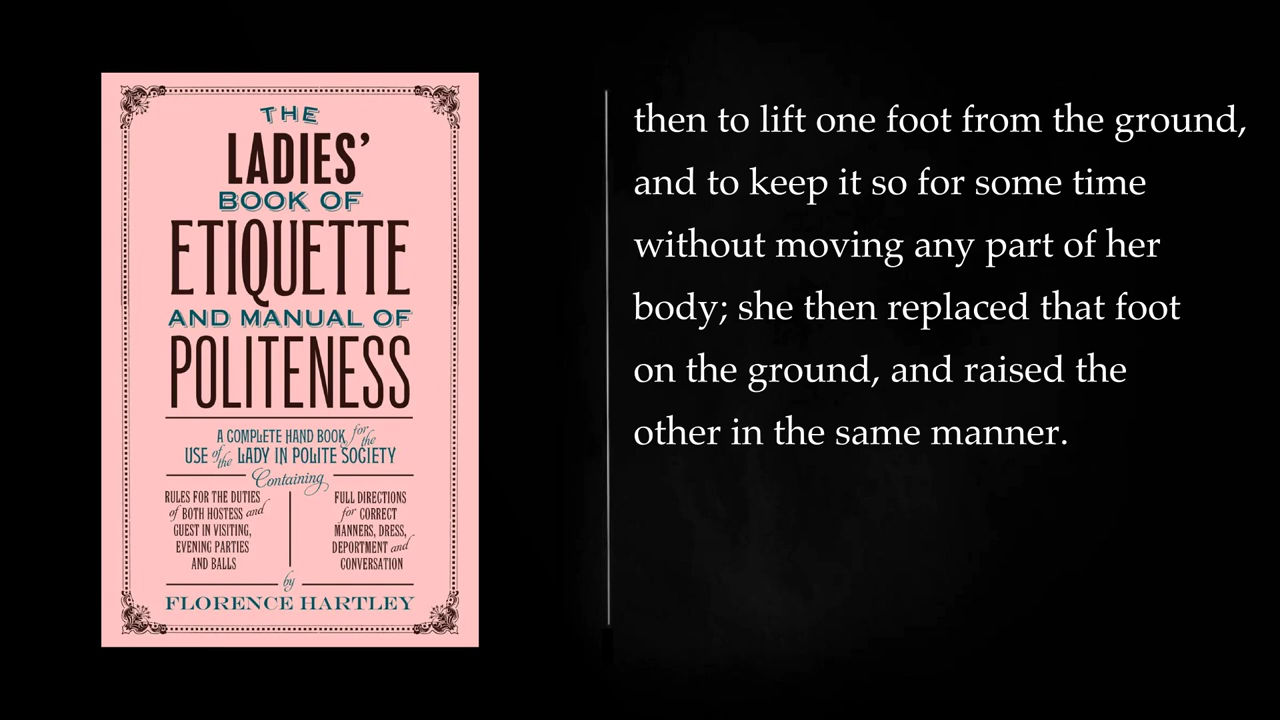 THE
LADIES'
BOOK OF
ETIQUETTE
AND MANUAL OF
POLITENESS
A COMPLETE HAND BOOK for the
USE of the LADY IN POLITE SOCIETY
Containing
RULES FOR THE DUTIES
of BOTH HOSTESS and
GUEST IN VISITING,
EVENING PARTIES
AND BALLS
FULL DIRECTIONS
for CORRECT
MANNERS, DRESS,
DEPORTMENT and
CONVERSATION
by
FLORENCE HARTLEY
then to lift one foot from the ground,
and to keep it so for some time
without moving any part of her
body; she then replaced that foot
on the ground, and raised the
other in the same manner.